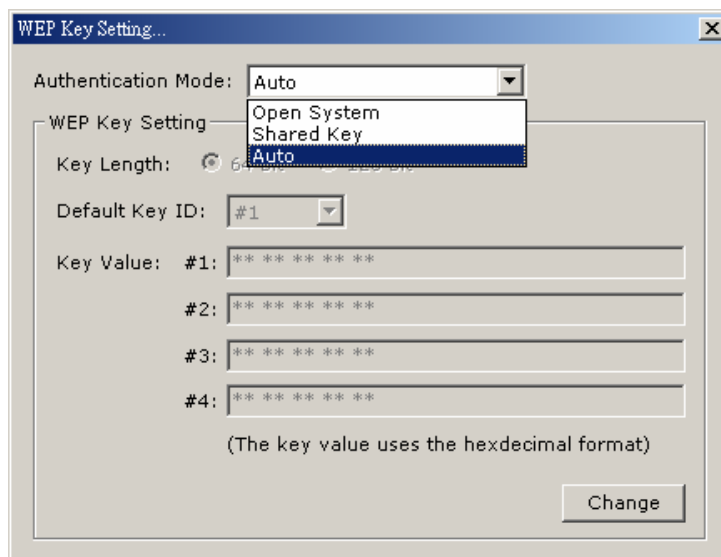 WEP Key Setting...
Authentication Mode: Auto
Open System
Shared Key
Auto
WEP Key Setting
Key Length:
Default Key ID: #1
Key Value: #1: ** ** ** ** **
#2: ** ** ** ** **
#3: ** ** ** ** **
#4: ** ** ** ** **
(The key value uses the hexdecimal format)
Change